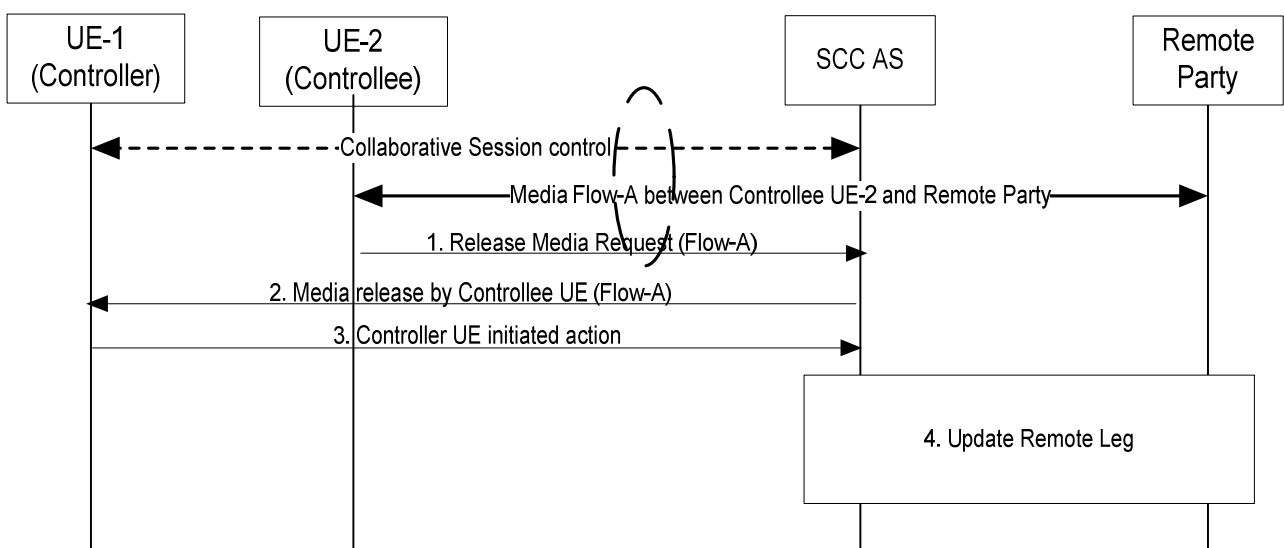 UE-1
(Controller)
UE-2
(Controllee)
SCC AS
Remote
Party
Collaborative Session control
Media Flow-A between Controllee UE-2 and Remote Party
1. Release Media Request (Flow-A)
2. Media release by Controllee UE (Flow-A)
3. Controller UE initiated action
4. Update Remote Leg